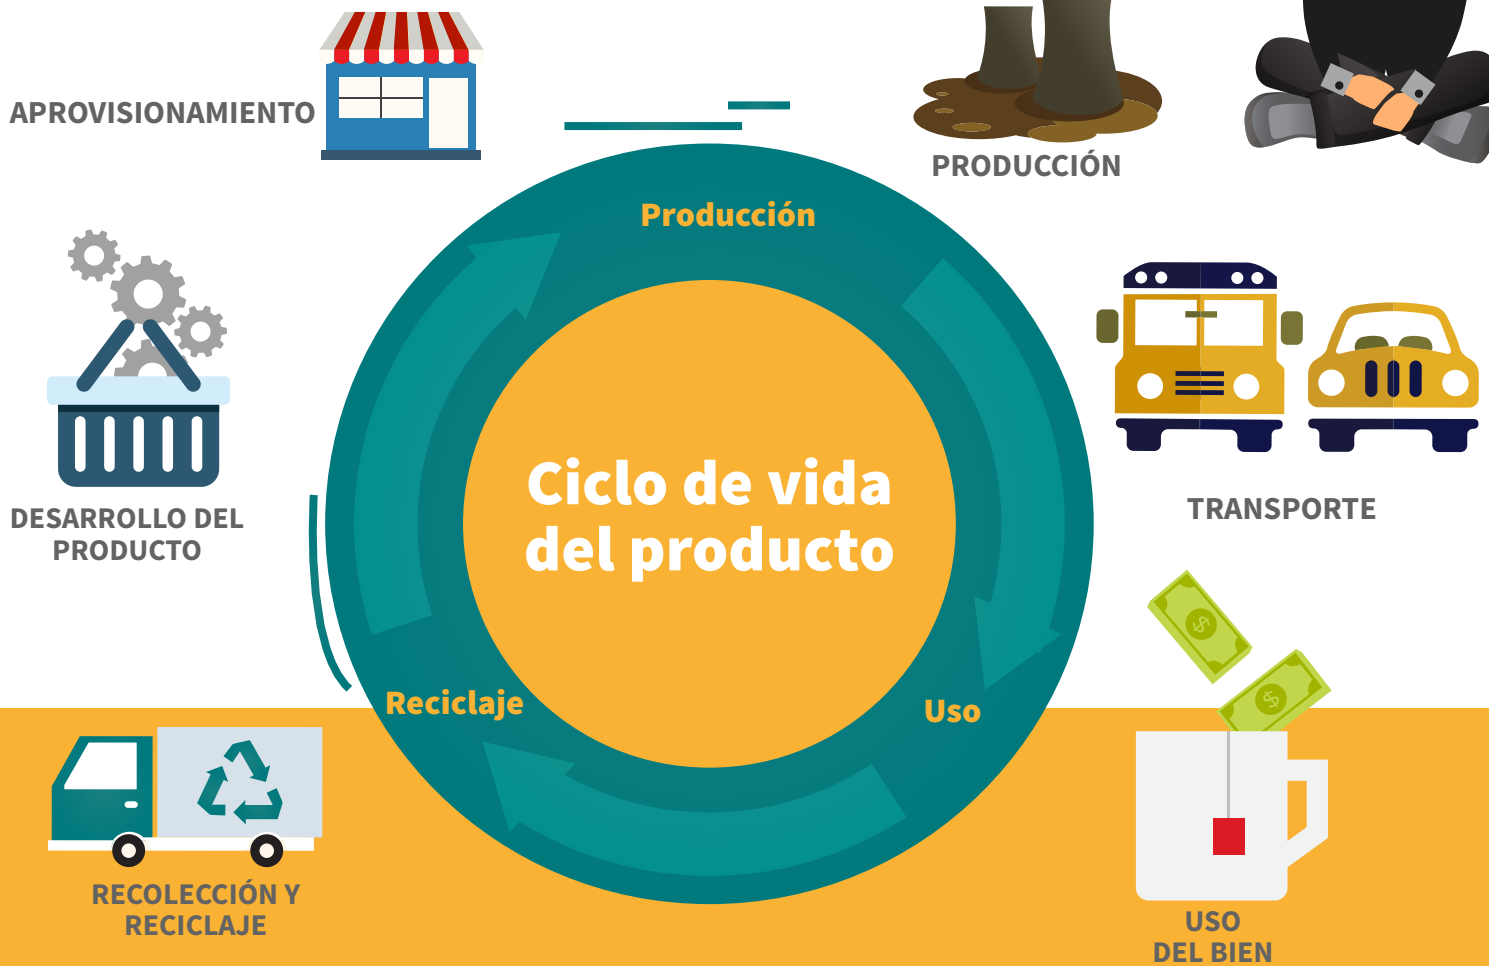 APROVISIONAMIENTO
PRODUCCIÓN
Producción
Ciclo de vida
del producto
DESARROLLO DEL
PRODUCTO
TRANSPORTE
Reciclaje
Uso
RECOLECCIÓN Y
RECICLAJE
USO
DEL BIEN